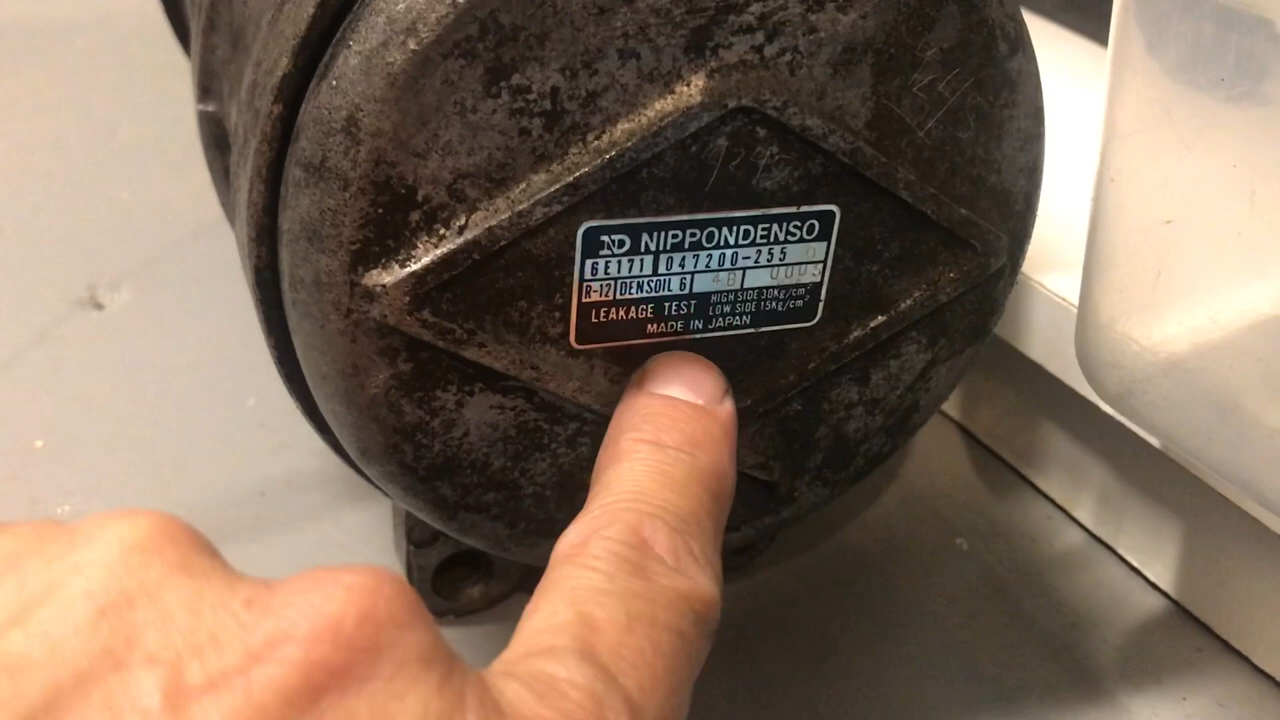 ND NIPPONDENSO
6E171 047200-255
R-12 DENSOIL 6 4B
LEAKAGE TEST HIGH SIDE 30Kg/cm²
LOW SIDE 15Kg/cm²
MADE IN JAPAN